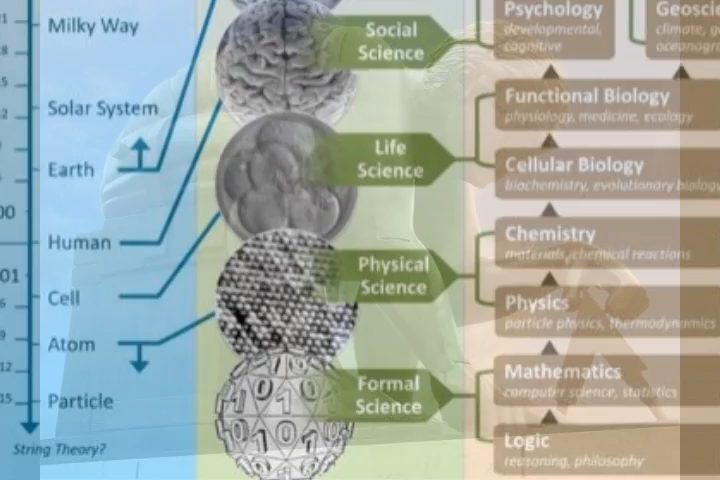 Milky Way
Solar System
Earth
Human
Cell
Atom
Particle
String Theory?
Social
Science
Life
Science
Physical
Science
Formal
Science
Psychology
developmental,
cognitive
Functional Biology
physiology, medicine, ecology
Cellular Biology
biochemistry, evolutionary biology
Chemistry
materials, chemical reactions
Physics
particle physics, thermodynamics
Mathematics
computer science, statistics
Logic
reasoning, philosophy